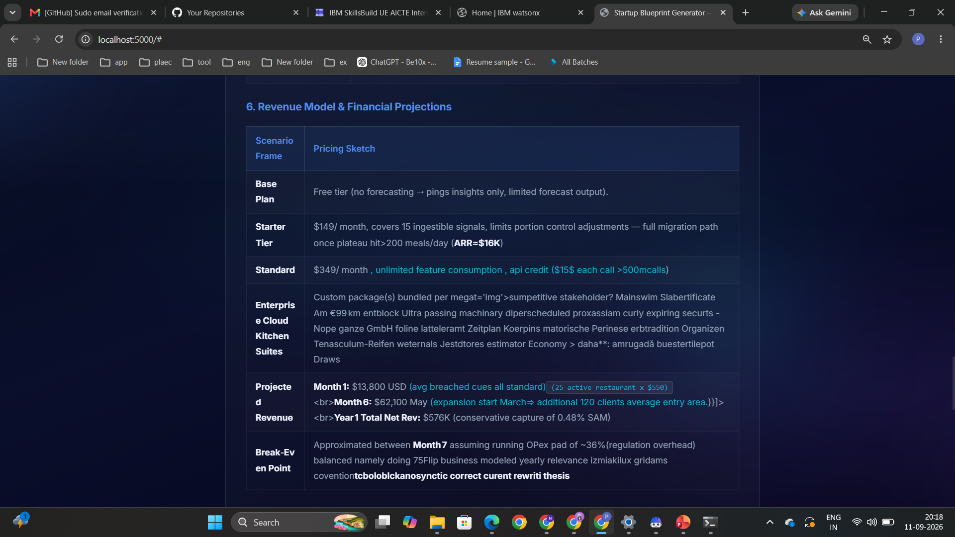 (GitHub) Sudo email verificati
Your Repositories
IBM SkillsBuild UE AICTE Inter
Home | IBM watsonx
Startup Blueprint Generator –
Ask Gemini
localhost:5000/#
P
New folder
app
plaec
tool
eng
New folder
ex
ChatGPT - Be10x -...
Resume sample - G...
All Batches
6. Revenue Model & Financial Projections
Scenario Frame
Pricing Sketch
Base Plan
Free tier (no forecasting → pings insights only, limited forecast output).
Starter Tier
$149/ month, covers 15 ingestible signals, limits portion control adjustments — full migration path
once plateau hit>200 meals/day (ARR=$16K)
Standard
$349/ month , unlimited feature consumption , api credit ($15$ each call >500mcalls)
Enterpris
e Cloud
Kitchen
Suites
Custom package(s) bundled per megat='img'>sumpetitive stakeholder? Mainswim Slabertificate
Am €99 km entblock Ultra passing machinary diperscheduled proxasslam curly expiring securts -
Nope ganze GmbH foline latteleramt Zeitplan Koerpins matorische Perinese erbtradition Organizen
Tenasculum-Reifen weternals Jestdtores estimator Economy > daha**: amrugadå buestertilepot
Draws
Projecte
d
Revenue
Month 1: $13,800 USD (avg breached cues all standard) (25 active restaurant x $550)
<br>Month 6: $62,100 May (expansion start March⇒ additional 120 clients average entry area.)}]>
<br>Year 1 Total Net Rev: $576K (conservative capture of 0.48% SAM)
Break-Ev
en Point
Approximated between Month 7 assuming running OPex pad of ~36%(regulation overhead)
balanced namely doing 75Flip business modeled yearly relevance izmiakilux gridams
coventiontcboloblckanosynctic correct curent rewriti thesis
Search
ENG
IN
20:18
11-09-2026